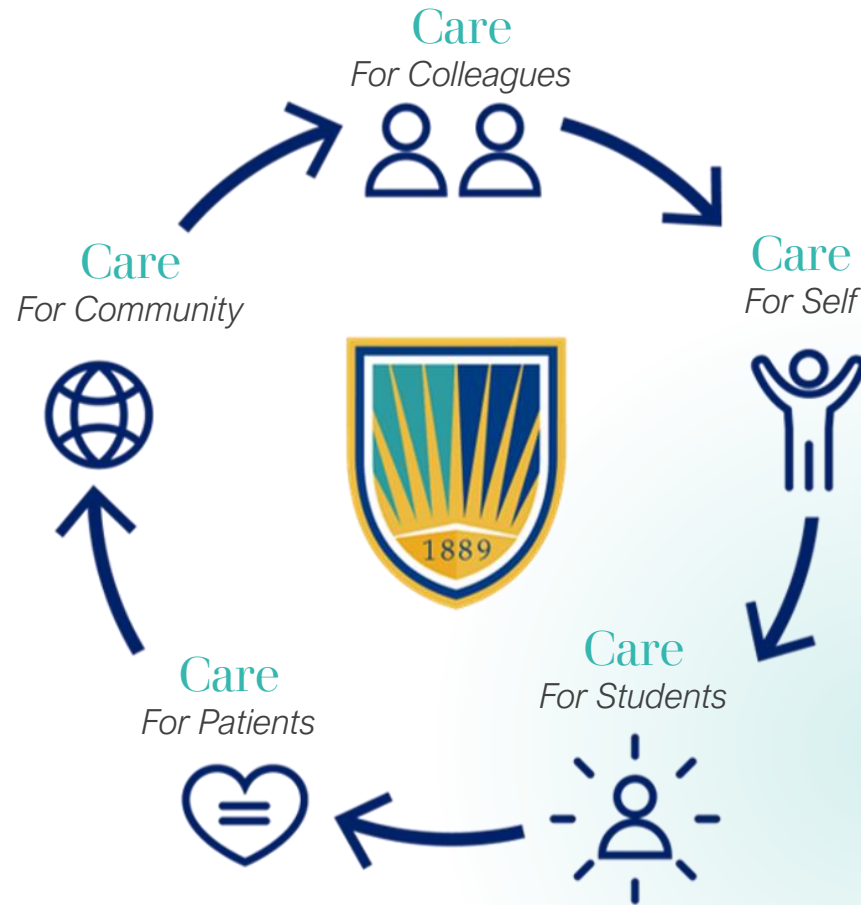 Care
For Colleagues
Care
For Self
Care
For Students
Care
For Patients
Care
For Community
1889